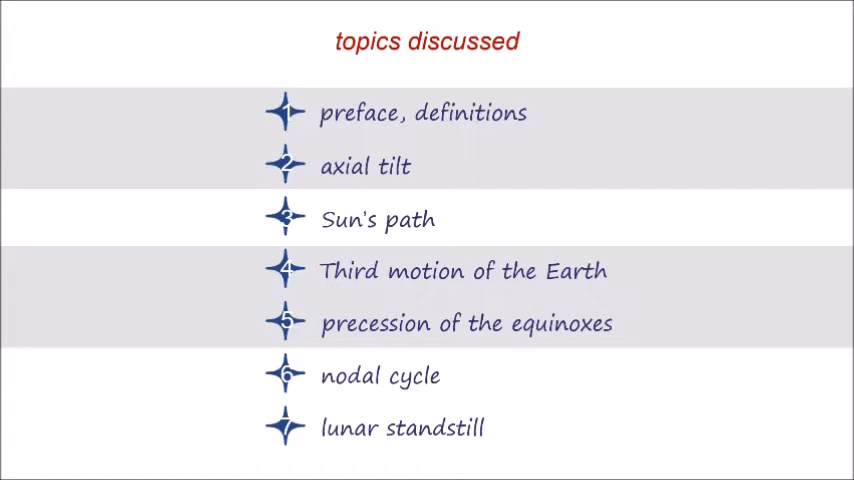 topics discussed
1 preface, definitions
2 axial tilt
3 Sun's path
4 Third motion of the Earth
5 precession of the equinoxes
6 nodal cycle
7 lunar standstill